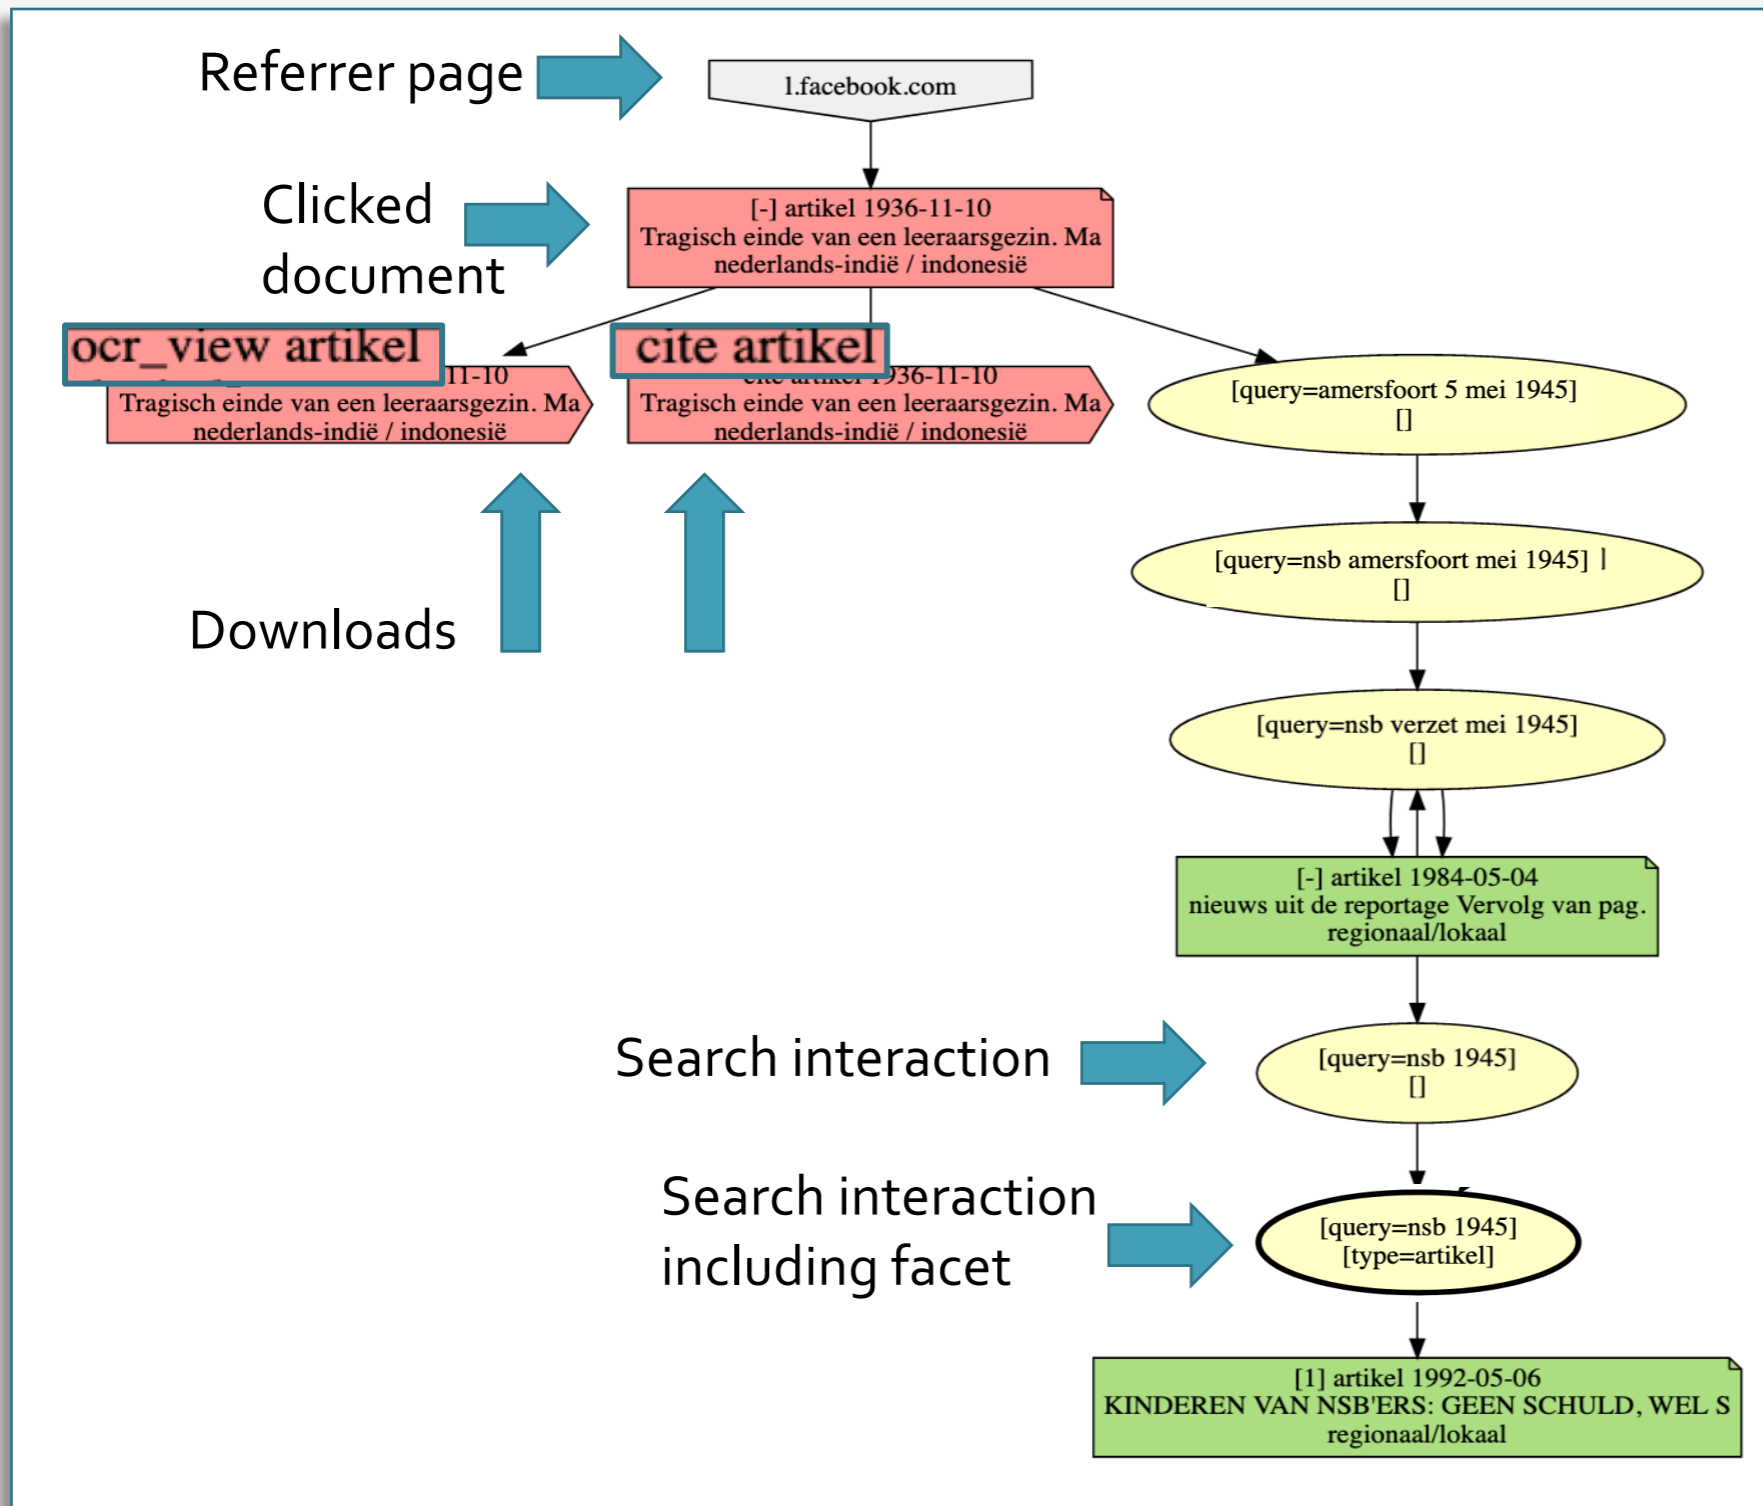 Referrer page
l.facebook.com
Clicked
document
[-] artikel 1936-11-10
Tragisch einde van een leeraarsgezin. Ma
nederlands-indië / indonesië
ocr_view artikel
11-10
Tragisch einde van een leeraarsgezin. Ma
nederlands-indië / indonesië
cite artikel
cite artikel 1936-11-10
Tragisch einde van een leeraarsgezin. Ma
nederlands-indië / indonesië
[query=amersfoort 5 mei 1945]
[]
[query=nsb amersfoort mei 1945]
[]
Downloads
[query=nsb verzet mei 1945]
[]
[-] artikel 1984-05-04
nieuws uit de reportage Vervolg van pag.
regionaal/lokaal
Search interaction
[query=nsb 1945]
[]
Search interaction
including facet
[query=nsb 1945]
[type=artikel]
[1] artikel 1992-05-06
KINDEREN VAN NSB'ERS: GEEN SCHULD, WEL S
regionaal/lokaal